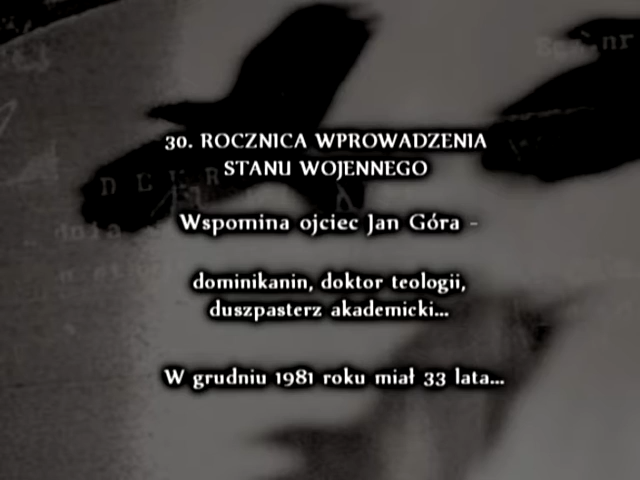 30. ROCZNICA WPROWADZENIA
STANU WOJENNEGO
Wspomina ojciec Jan Góra -
dominikanin, doktor teologii,
duszpasterz akademicki...
W grudniu 1981 roku miał 33 lata...